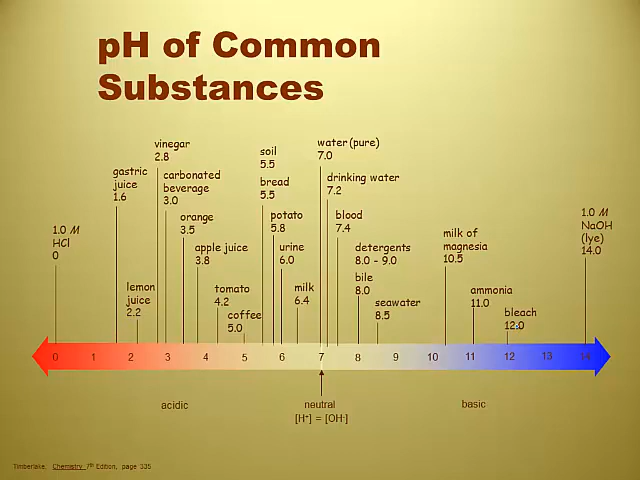 pH of Common
Substances
vinegar
2.8
soil
5.5
water (pure)
7.0
gastric
juice
1.6
carbonated
beverage
3.0
bread
5.5
drinking water
7.2
orange
3.5
potato
5.8
blood
7.4
1.0 M
HCl
0
1.0 M
NaOH
(lye)
14.0
apple juice
3.8
urine
6.0
detergents
8.0 - 9.0
milk of
magnesia
10.5
bile
8.0
lemon
juice
2.2
tomato
4.2
milk
6.4
seawater
8.5
ammonia
11.0
coffee
5.0
bleach
12.0
0 1 2 3 4 5 6 7 8 9 10 11 12 13 14
acidic
neutral
[H+] = [OH-]
basic
Timberlake, Chemistry 7th Edition, page 335